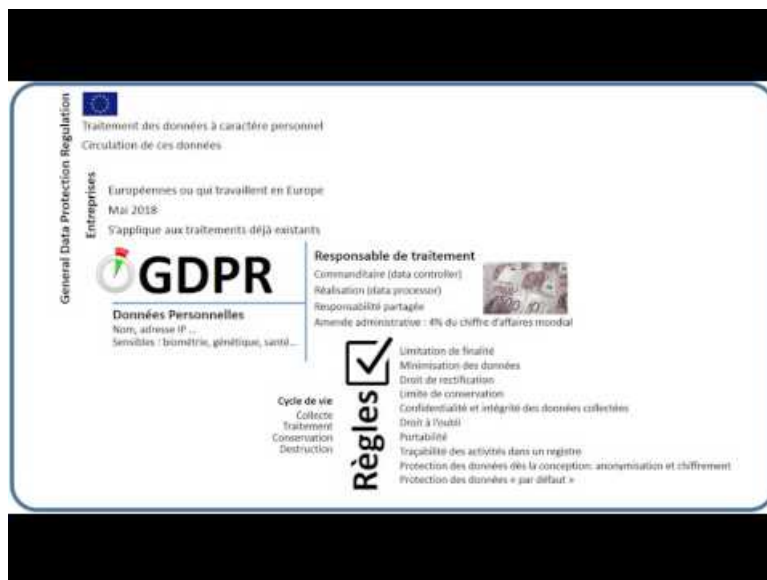 General Data Protection Regulation
Traitement des données à caractère personnel
Circulation de ces données
Entreprises
Européennes ou qui travaillent en Europe
Mai 2018
S'applique aux traitements déjà existants
GDPR
Données Personnelles
Nom, adresse IP ...
Sensibles : biométrie, génétique, santé...
Responsable de traitement
Commanditaire (data controller)
Réalisation (data processor)
Responsabilité partagée
Amende administrative : 4% du chiffre d'affaires mondial
Cycle de vie
Collecte
Traitement
Conservation
Destruction
Règles
Limitation de finalité
Minimisation des données
Droit de rectification
Limite de conservation
Confidentialité et intégrité des données collectées
Droit à l'oubli
Portabilité
Traçabilité des activités dans un registre
Protection des données dès la conception: anonymisation et chiffrement
Protection des données « par défaut »